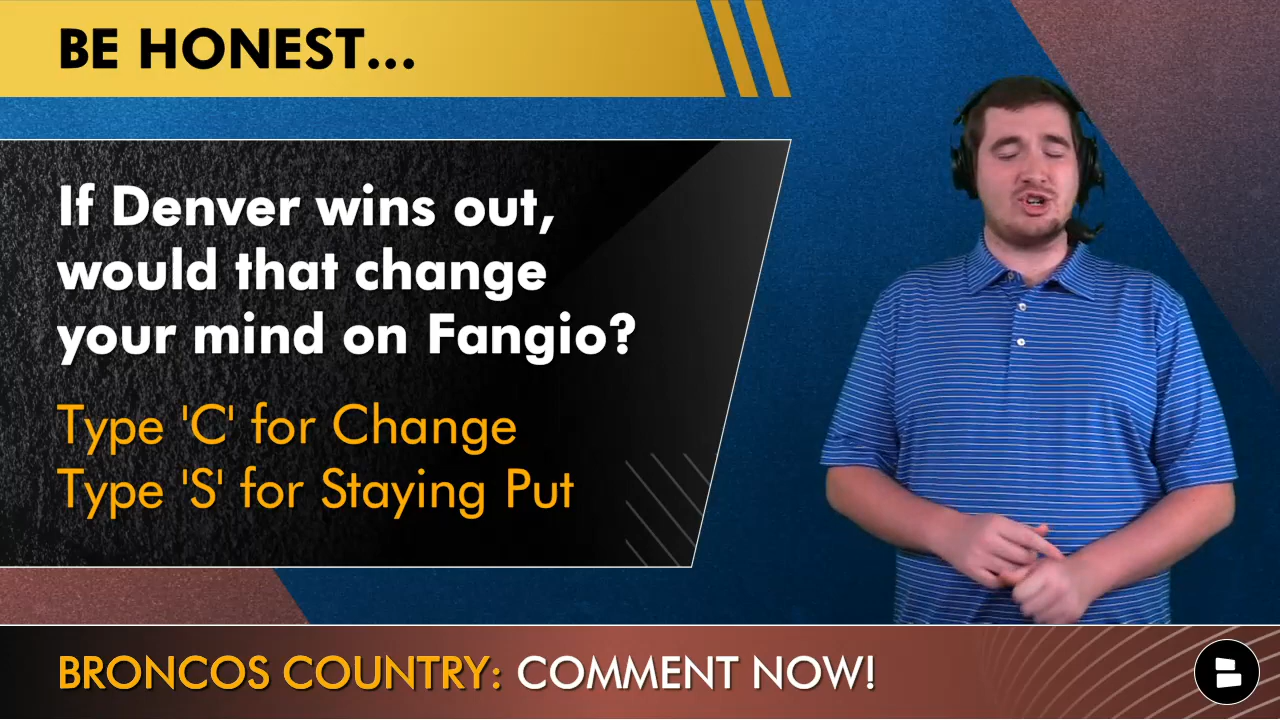 BE HONEST...
If Denver wins out,
would that change
your mind on Fangio?
Type 'C' for Change
Type 'S' for Staying Put
BRONCOS COUNTRY: COMMENT NOW!